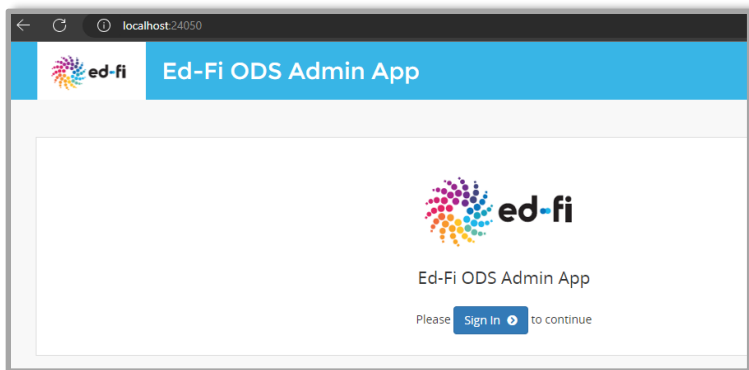 localhost:24050
ed-fi Ed-Fi ODS Admin App
ed-fi
Ed-Fi ODS Admin App
Please Sign In to continue